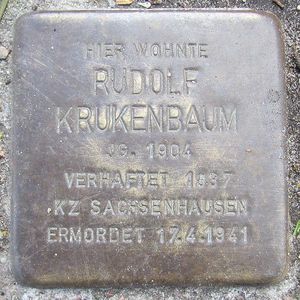 HIER WOHNTE
RUDOLF
KRUKENBAUM
JG. 1904
VERHAFTET 1937
KZ SACHSENHAUSEN
ERMORDET 17.4.1941